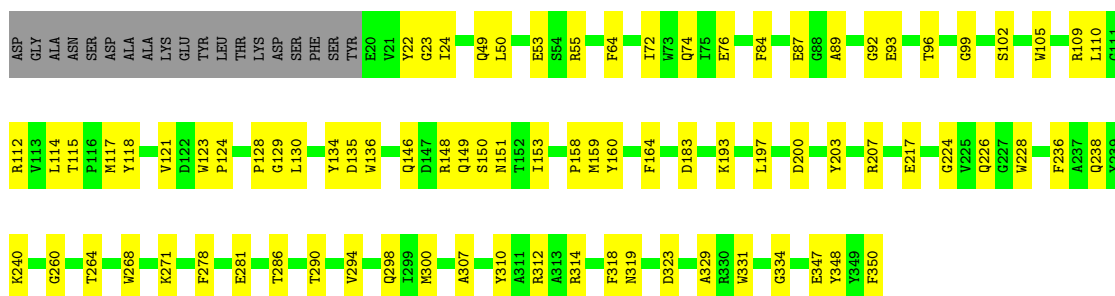 ASP GLY ALA ALA ASN SER ASP ALA ALA LYS GLU TYR LEU THR LYS ASP SER PHE SER TYR E20 V21 Y22 G23 I24 Q49 L50 E53 S54 R55 F64 I72 W73 Q74 I75 E76 F84 E87 G88 A89 G92 E93 T96 G99 S102 W105 R109 L110 G111
R112 V113 L114 T115 P116 M117 Y118 V121 D122 W123 P124 P128 G129 L130 Y134 D135 W136 Q146 D147 R148 Q149 S150 N151 T152 I153 P158 M159 Y160 F164 D183 K193 L197 D200 Y203 R207 E217 G224 V225 Q226 G227 W228 F236 A237 Q238 Y239
K240 G260 T264 W268 K271 F278 E281 T286 T290 V294 Q298 I299 M300 A307 Y310 A311 R312 A313 R314 F318 N319 D323 A329 R330 W331 G334 E347 Y348 Y349 F350